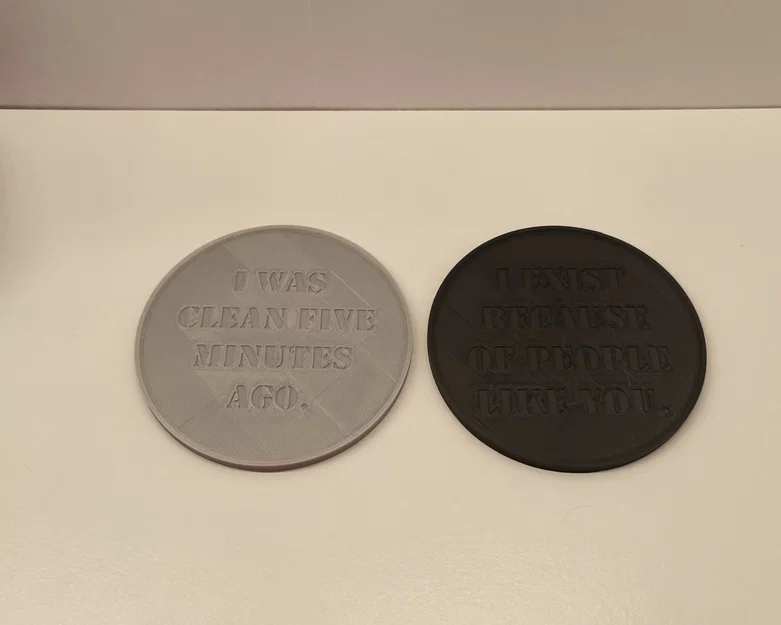 I WAS
CLEAN FIVE
MINUTES
AGO.
I EXIST
BECAUSE
OF PEOPLE
LIKE YOU.